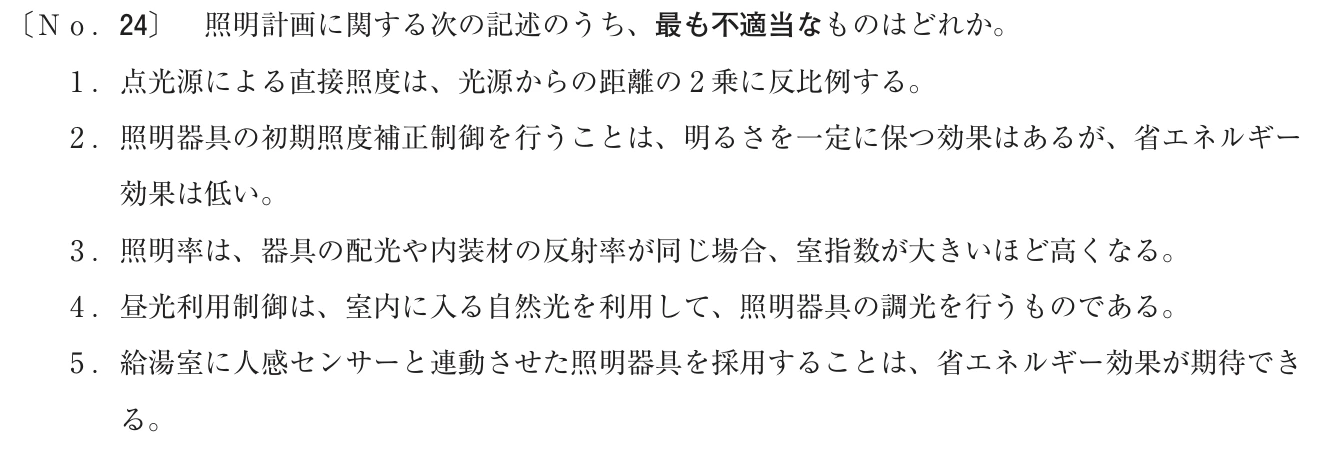 〔Ｎｏ．24〕　照明計画に関する次の記述のうち、最も不適当なものはどれか。
１．点光源による直接照度は、光源からの距離の２乗に反比例する。
２．照明器具の初期照度補正制御を行うことは、明るさを一定に保つ効果はあるが、省エネルギー
効果は低い。
３．照明率は、器具の配光や内装材の反射率が同じ場合、室指数が大きいほど高くなる。
４．昼光利用制御は、室内に入る自然光を利用して、照明器具の調光を行うものである。
５．給湯室に人感センサーと連動させた照明器具を採用することは、省エネルギー効果が期待でき
る。